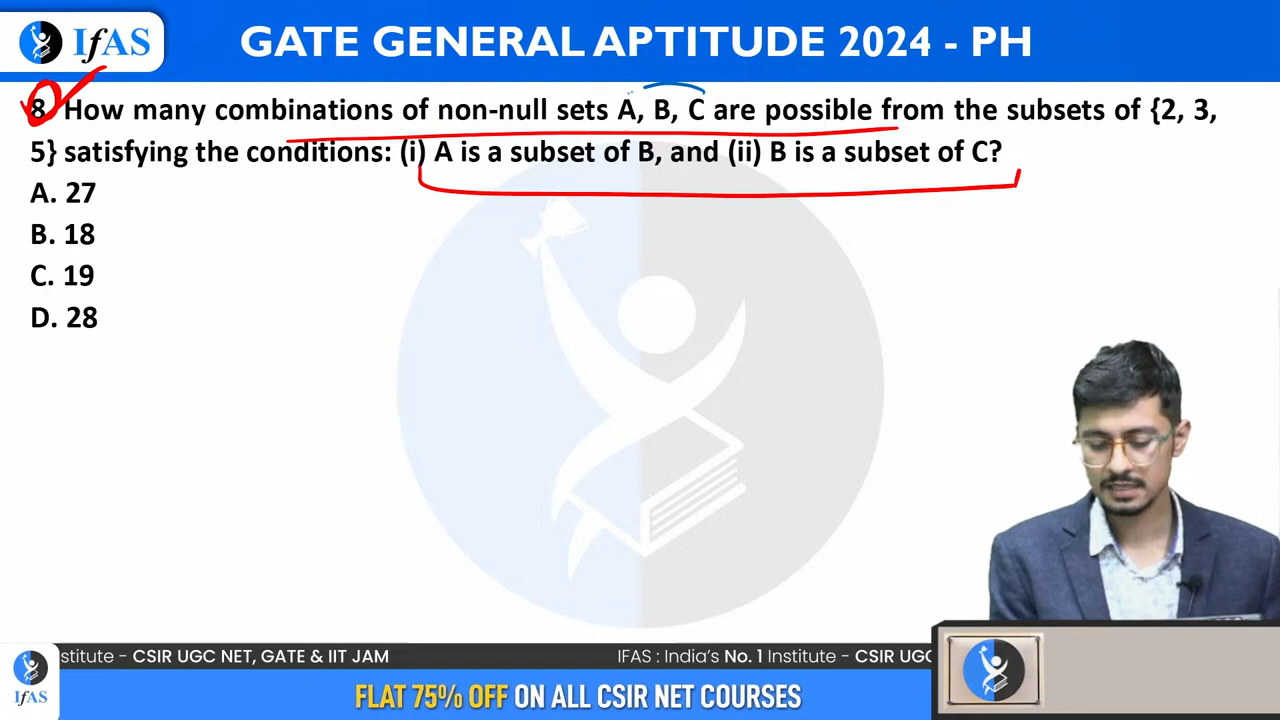 IfAS
GATE GENERAL APTITUDE 2024 - PH
8. How many combinations of non-null sets A, B, C are possible from the subsets of {2, 3,
5} satisfying the conditions: (i) A is a subset of B, and (ii) B is a subset of C?
A. 27
B. 18
C. 19
D. 28
stitute - CSIR UGC NET, GATE & IIT JAM
IFAS : India's No. 1 Institute - CSIR UGC
IfAS
FLAT 75% OFF ON ALL CSIR NET COURSES